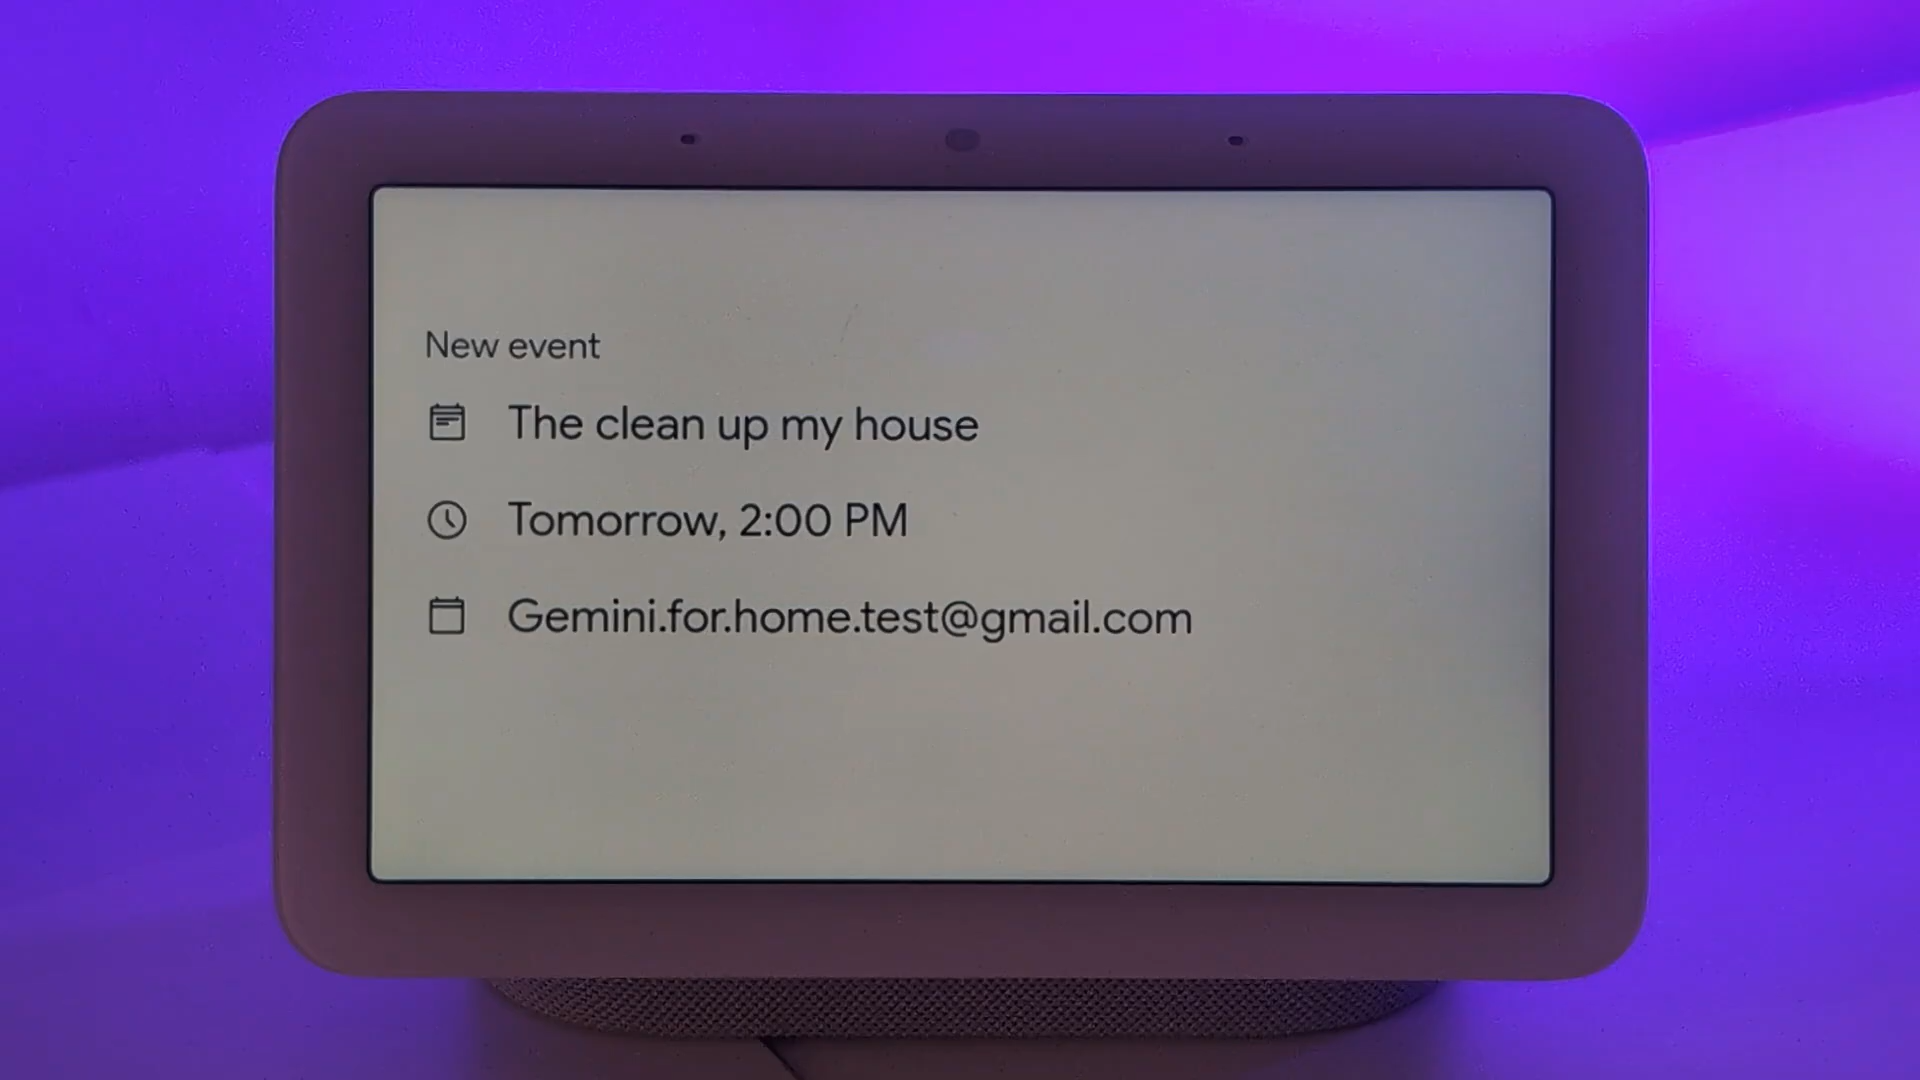 New event
The clean up my house
Tomorrow, 2:00 PM
Gemini.for.home.test@gmail.com